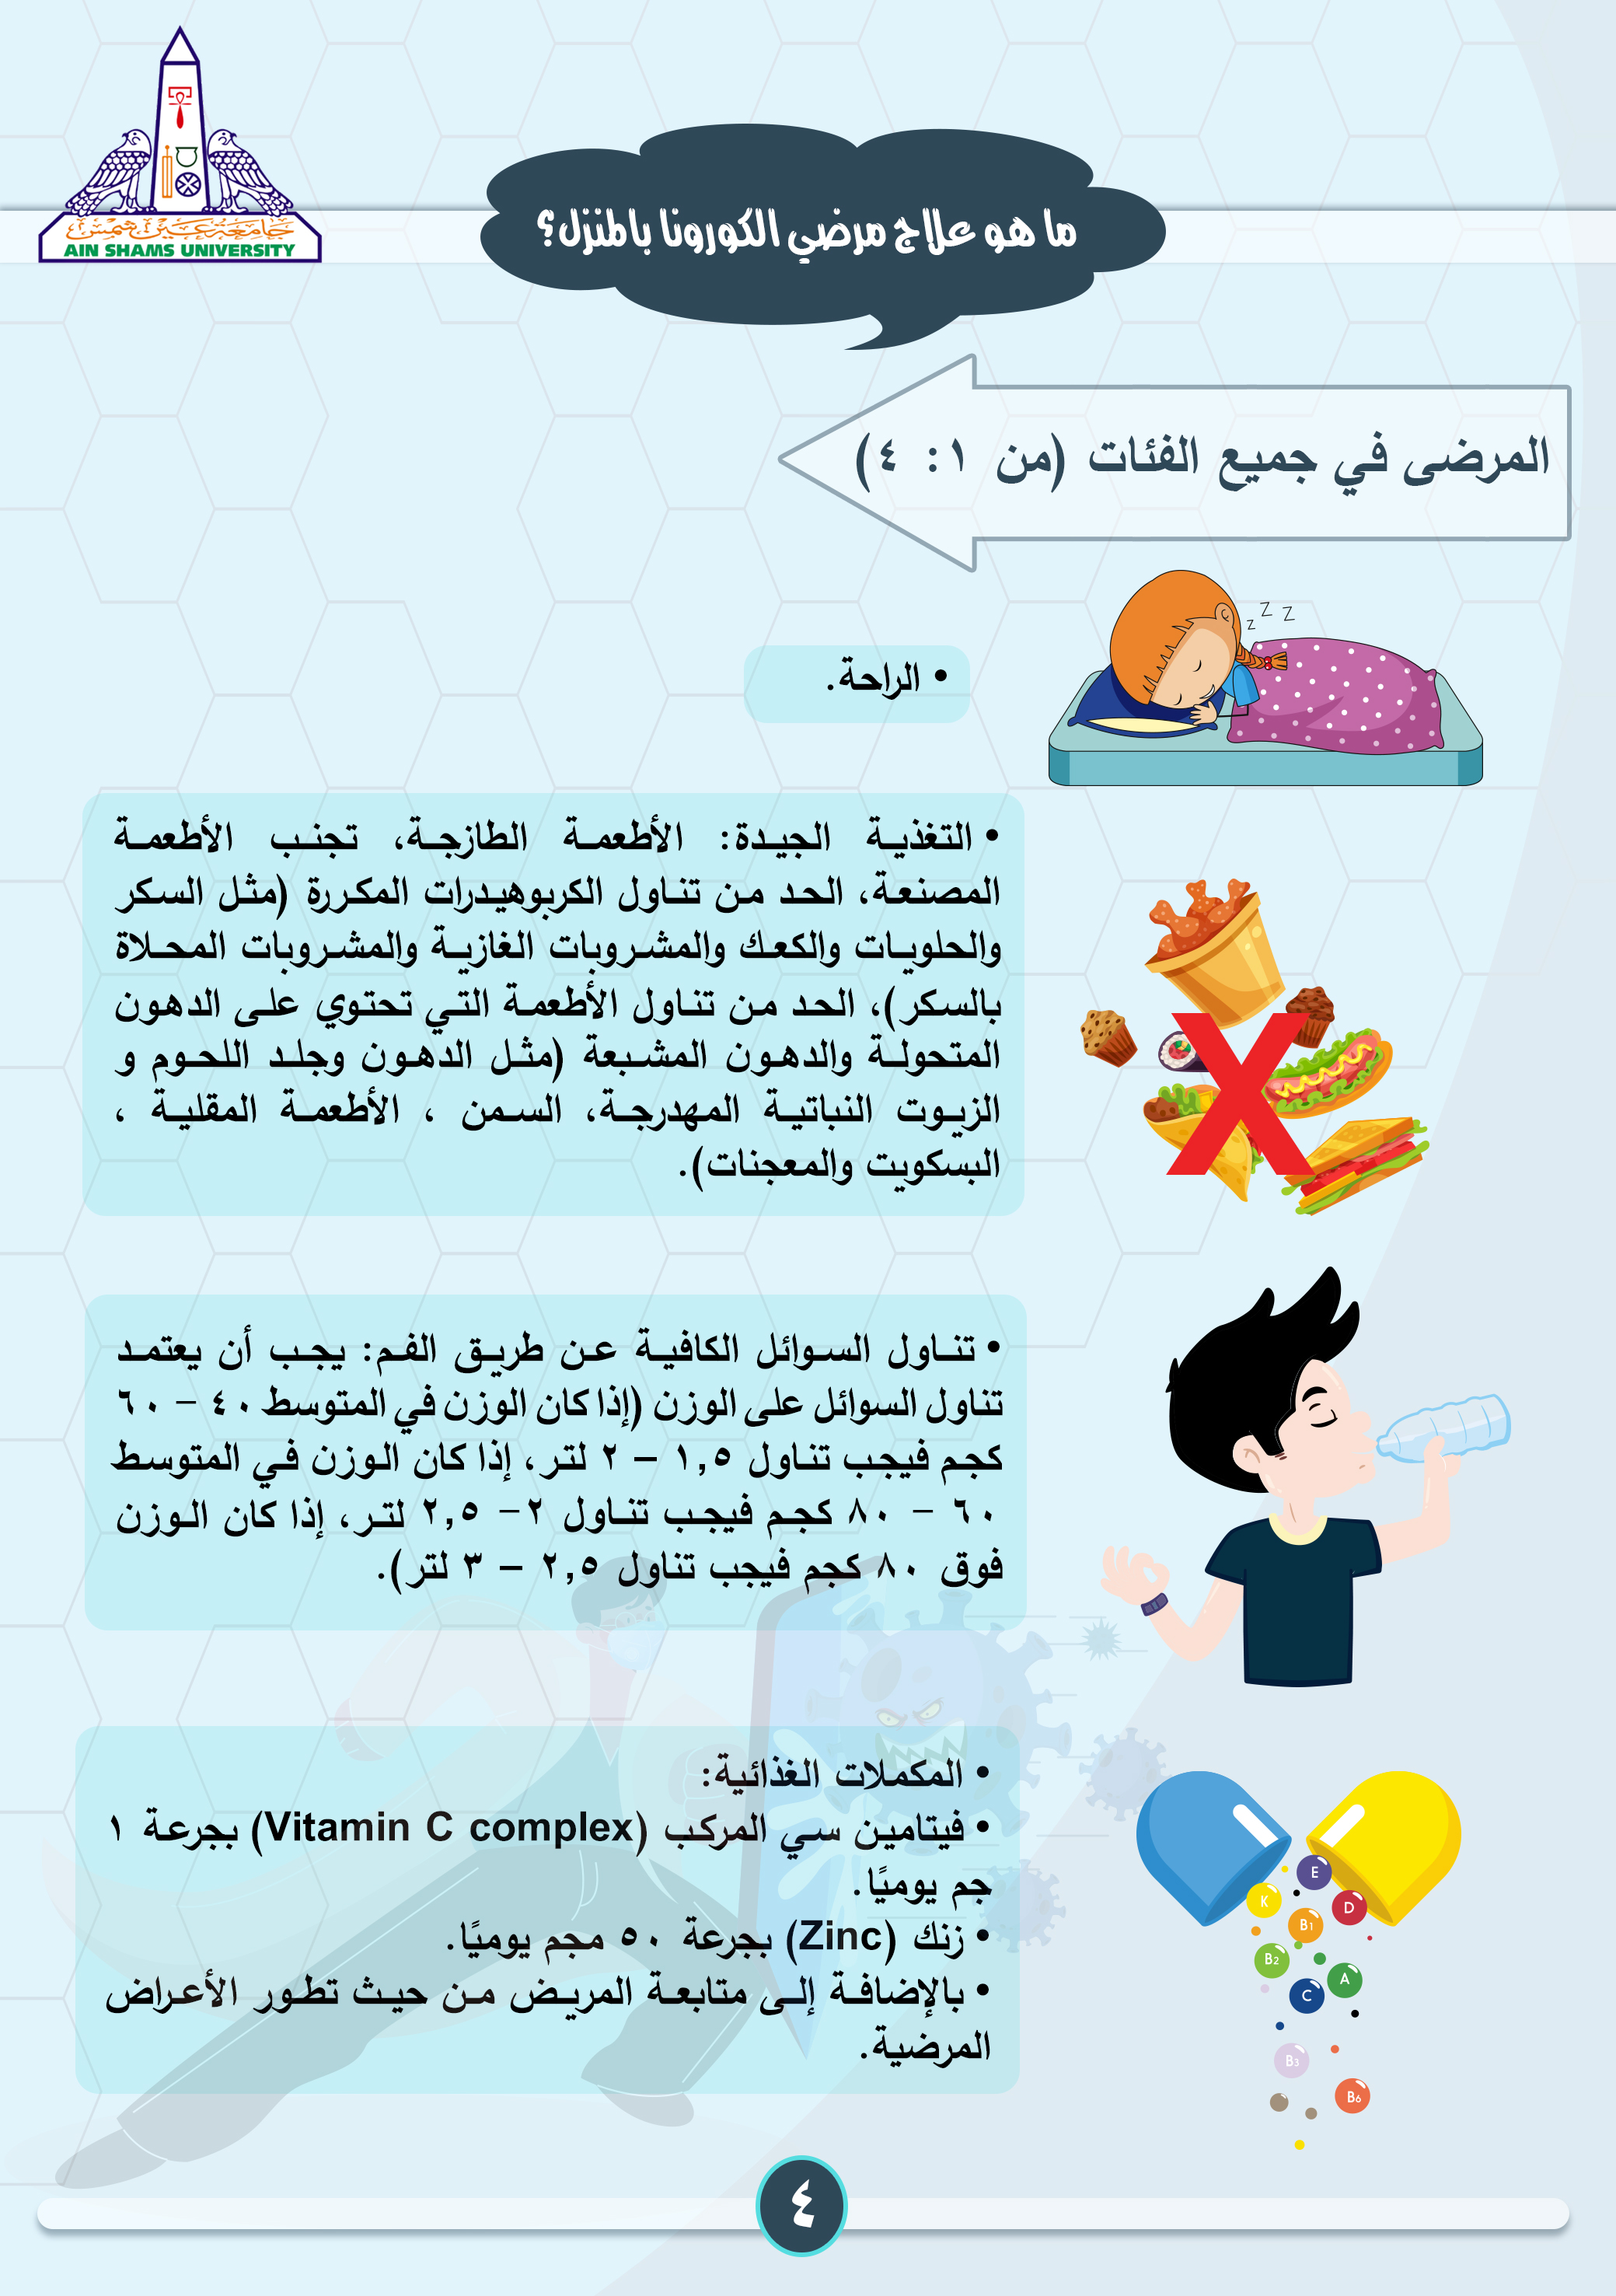 جامعة عين شمس
AIN SHAMS UNIVERSITY
ما هو علاج مرضي الكورونا بالمنزل؟
المرضى في جميع الفئات (من ١: ٤)
z Z Z
• الراحة.
• التغذية الجيدة: الأطعمة الطازجة، تجنب الأطعمة
المصنعة، الحد من تناول الكربوهيدرات المكررة (مثل السكر
والحلويات والكعك والمشروبات الغازية والمشروبات المحلاة
بالسكر)، الحد من تناول الأطعمة التي تحتوي على الدهون
المتحولة والدهون المشبعة (مثل الدهون وجلد اللحوم و
الزيوت النباتية المهدرجة، السمن ، الأطعمة المقلية ،
البسكويت والمعجنات).
X
• تناول السوائل الكافية عن طريق الفم: يجب أن يعتمد
تناول السوائل على الوزن (إذا كان الوزن في المتوسط ٤٠ – ٦٠
كجم فيجب تناول ١,٥ – ٢ لتر، إذا كان الوزن في المتوسط
٦٠ – ٨٠ كجم فيجب تناول ٢– ٢,٥ لتر، إذا كان الوزن
فوق ٨٠ كجم فيجب تناول ٢,٥ – ٣ لتر).
• المكملات الغذائية:
• فيتامين سي المركب (Vitamin C complex) بجرعة ١
جم يوميًا.
• زنك (Zinc) بجرعة ٥٠ مجم يوميًا.
• بالإضافة إلى متابعة المريض من حيث تطور الأعراض
المرضية.
E
K
D
B1
B2
A
C
B3
B6
٤